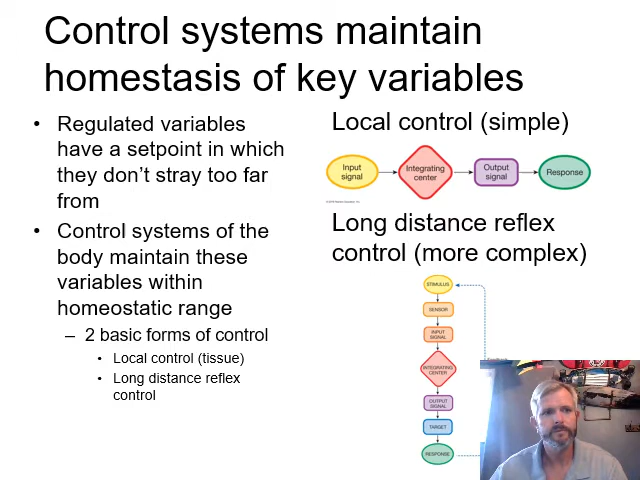 Control systems maintain
homestasis of key variables
• Regulated variables
have a setpoint in which
they don't stray too far
from
• Control systems of the
body maintain these
variables within
homeostatic range
– 2 basic forms of control
• Local control (tissue)
• Long distance reflex
control
Local control (simple)
Input
signal
Integrating
center
Output
signal
Response
Long distance reflex
control (more complex)
STIMULUS
SENSOR
INPUT
SIGNAL
INTEGRATING
CENTER
OUTPUT
SIGNAL
TARGET
RESPONSE